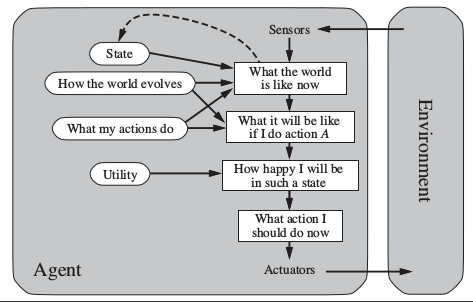 Sensors
State
What the world
is like now
How the world evolves
What it will be like
if I do action A
What my actions do
How happy I will be
in such a state
Utility
What action I
should do now
Agent
Actuators
Environment